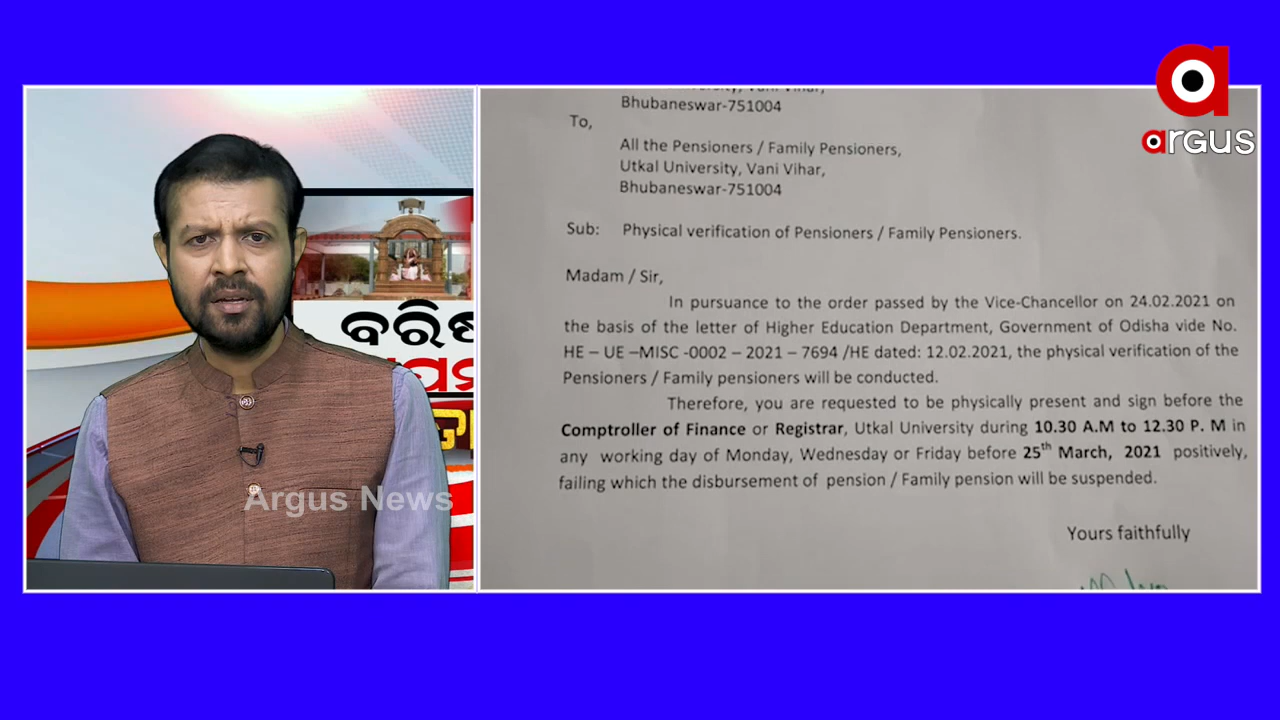 argus
Bhubaneswar-751004
To,
All the Pensioners / Family Pensioners,
Utkal University, Vani Vihar,
Bhubaneswar-751004
Sub: Physical verification of Pensioners / Family Pensioners.
Madam / Sir,
In pursuance to the order passed by the Vice-Chancellor on 24.02.2021 on
the basis of the letter of Higher Education Department, Government of Odisha vide No.
HE – UE –MISC -0002 – 2021 – 7694 /HE dated: 12.02.2021, the physical verification of the
Pensioners / Family pensioners will be conducted.
Therefore, you are requested to be physically present and sign before the
Comptroller of Finance or Registrar, Utkal University during 10.30 A.M to 12.30 P. M in
any working day of Monday, Wednesday or Friday before 25th March, 2021 positively,
failing which the disbursement of pension / Family pension will be suspended.
Yours faithfully
Argus News